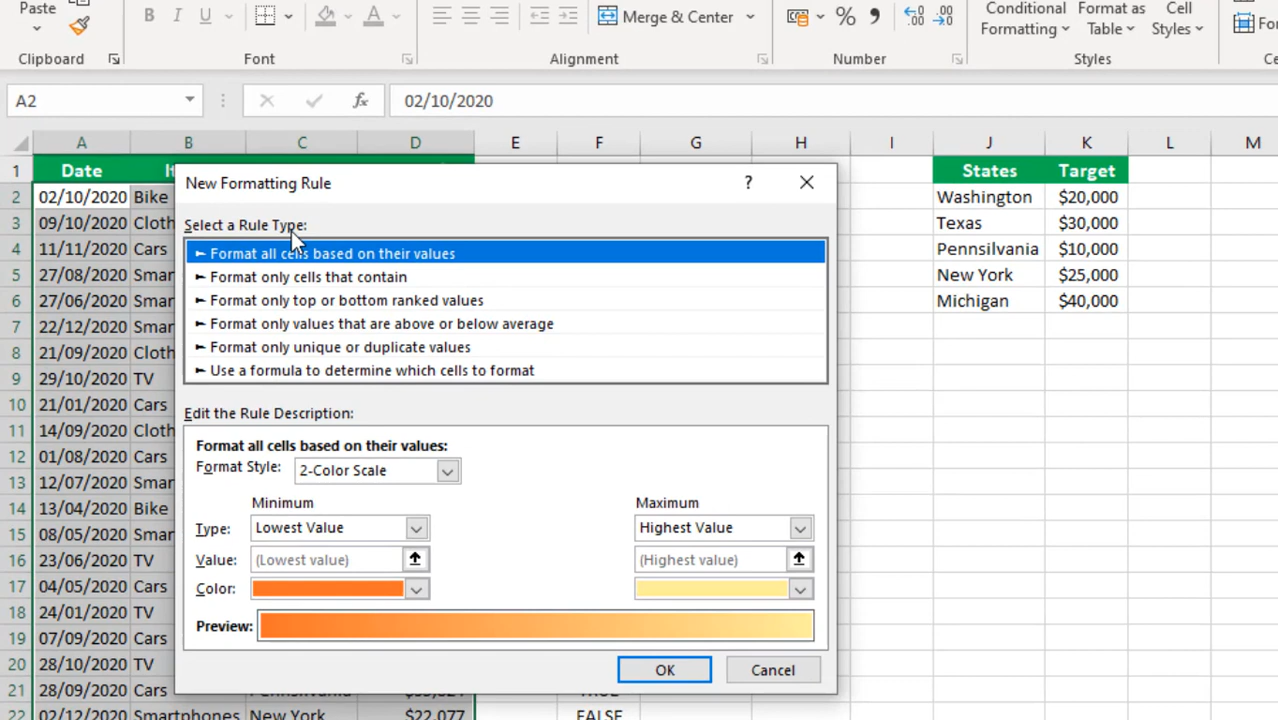 Paste
B I U
A
Merge & Center
%
Conditional Formatting
Format as Table
Cell Styles
Clipboard
Font
Alignment
Number
Styles
A2
fx
02/10/2020
A B C D E F G H I J K L M
1 Date States Target
2 02/10/2020 Bike Washington $20,000
3 09/10/2020 Texas $30,000
4 11/11/2020 Cars Pennsilvania $10,000
5 27/08/2020 New York $25,000
6 27/06/2020 Michigan $40,000
7 22/12/2020
8 21/09/2020
9 29/10/2020 TV
10 21/01/2020 Cars
11 14/09/2020
12 01/08/2020 Cars
13 12/07/2020
14 13/04/2020 Bike
15 08/05/2020
16 23/06/2020 TV
17 04/05/2020 Cars
18 24/01/2020 TV
19 07/09/2020 Cars
20 28/10/2020 TV
21 28/09/2020 Cars
22 02/12/2020 Smartphones New York $22,077 FALSE
New Formatting Rule
?
Select a Rule Type:
► Format all cells based on their values
► Format only cells that contain
► Format only top or bottom ranked values
► Format only values that are above or below average
► Format only unique or duplicate values
► Use a formula to determine which cells to format
Edit the Rule Description:
Format all cells based on their values:
Format Style: 2-Color Scale
Minimum Maximum
Type: Lowest Value Highest Value
Value: (Lowest value) (Highest value)
Color:
Preview:
OK Cancel